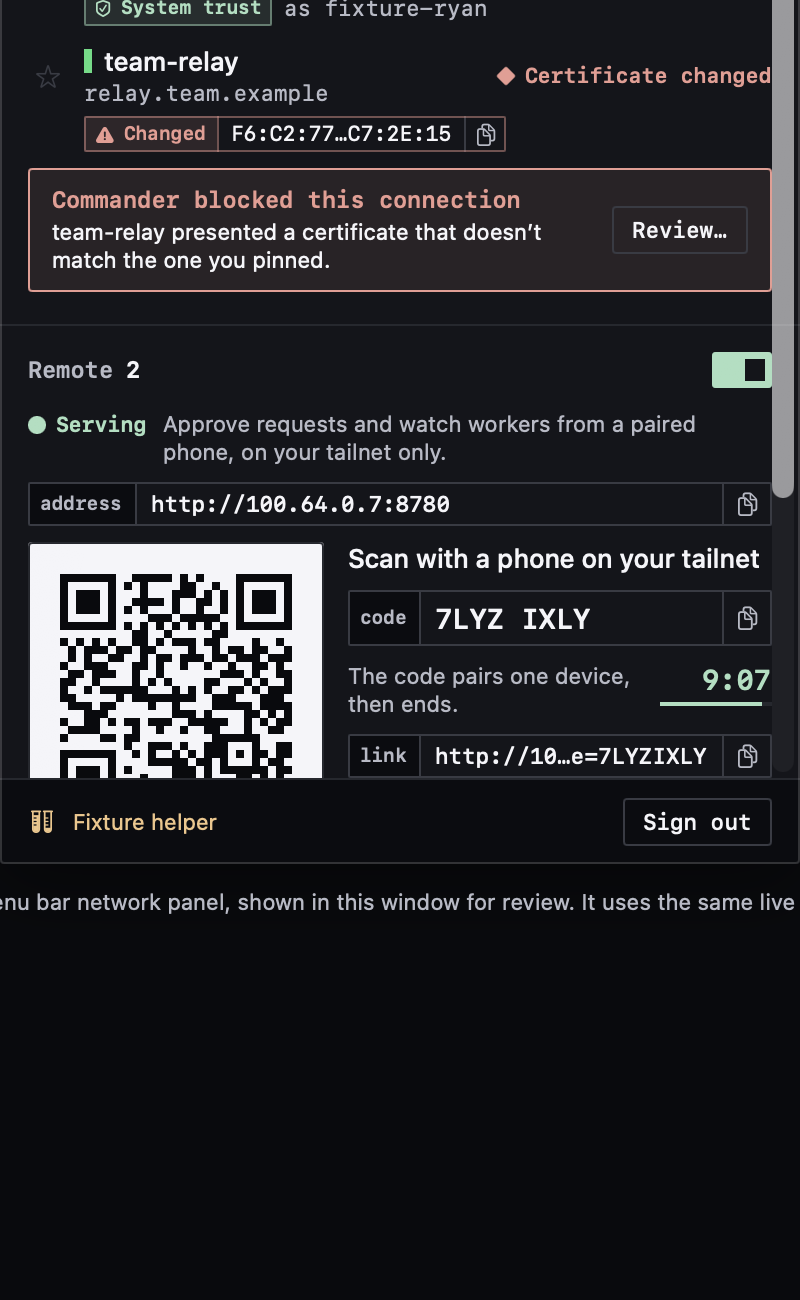 System trust as fixture-ryan
team-relay
Certificate changed
relay.team.example
Changed F6:C2:77…C7:2E:15
Commander blocked this connection
team-relay presented a certificate that doesn’t
match the one you pinned.
Review…
Remote 2
Serving Approve requests and watch workers from a paired
phone, on your tailnet only.
address http://100.64.0.7:8780
Scan with a phone on your tailnet
code 7LYZ IXLY
The code pairs one device,
then ends.
9:07
link http://10…e=7LYZIXLY
Fixture helper
Sign out
enu bar network panel, shown in this window for review. It uses the same live